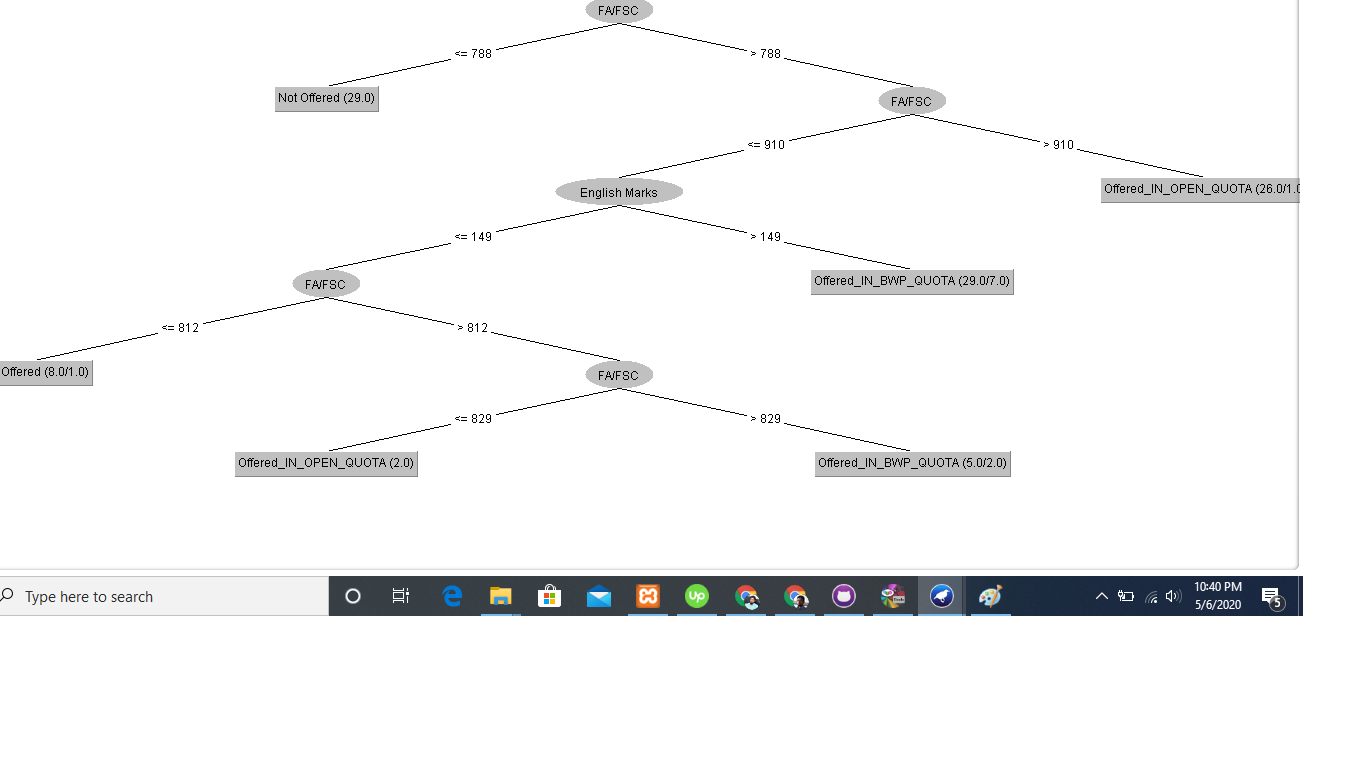 FA/FSC
<= 788
> 788
Not Offered (29.0)
FA/FSC
<= 910
> 910
English Marks
Offered_IN_OPEN_QUOTA (26.0/1.0
<= 149
> 149
FA/FSC
Offered_IN_BWP_QUOTA (29.0/7.0)
<= 812
> 812
Offered (8.0/1.0)
FA/FSC
<= 829
> 829
Offered_IN_OPEN_QUOTA (2.0)
Offered_IN_BWP_QUOTA (5.0/2.0)
Type here to search
up
10:40 PM
5/6/2020
5